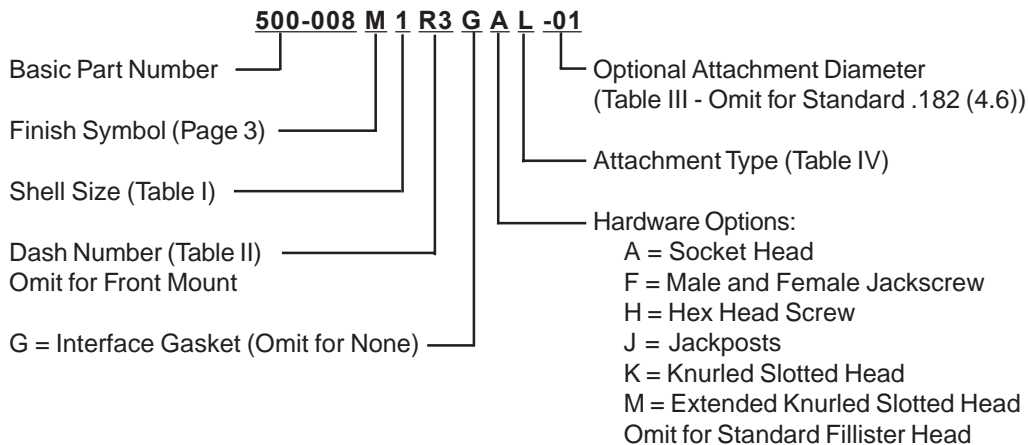 500-008 M 1 R3 G A L -01
Basic Part Number
Finish Symbol (Page 3)
Shell Size (Table I)
Dash Number (Table II)
Omit for Front Mount
G = Interface Gasket (Omit for None)
Optional Attachment Diameter
(Table III - Omit for Standard .182 (4.6))
Attachment Type (Table IV)
Hardware Options:
A = Socket Head
F = Male and Female Jackscrew
H = Hex Head Screw
J = Jackposts
K = Knurled Slotted Head
M = Extended Knurled Slotted Head
Omit for Standard Fillister Head